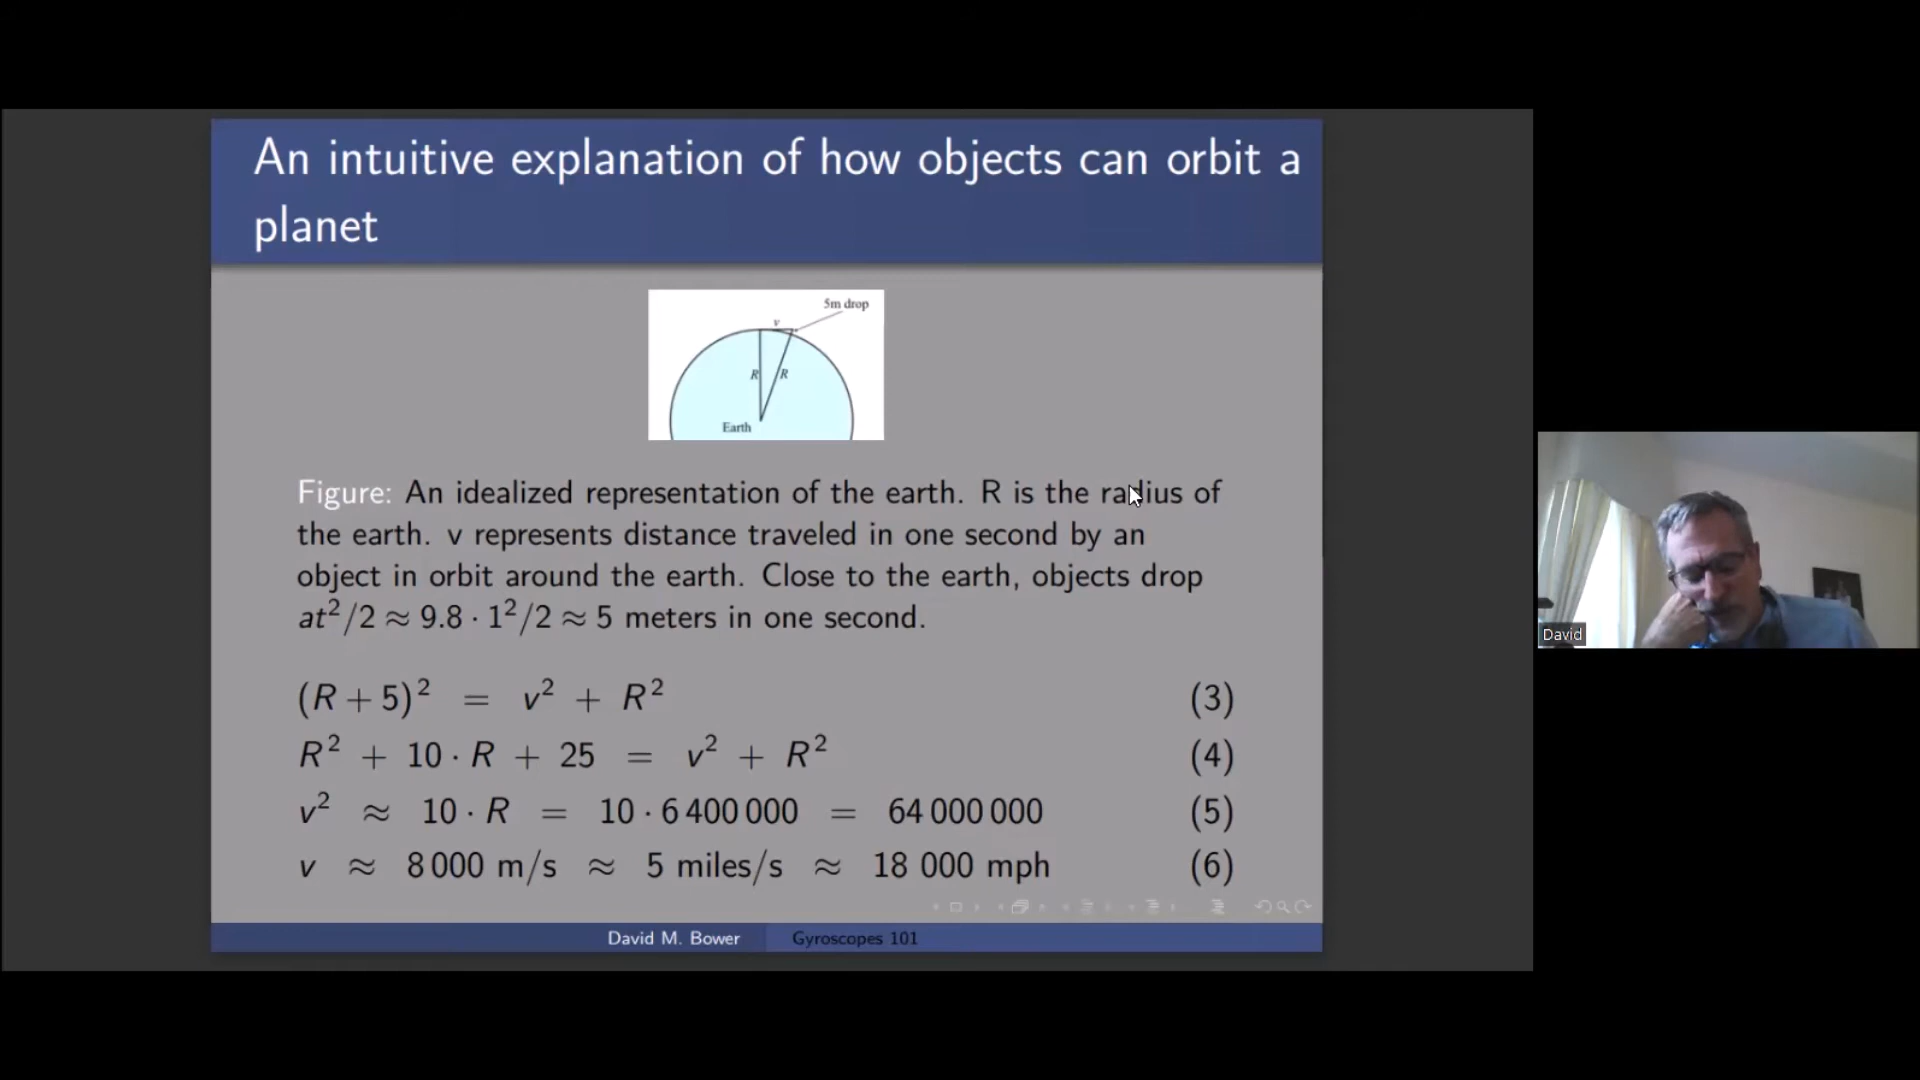 An intuitive explanation of how objects can orbit a
planet
5m drop
v
R
R
Earth
Figure: An idealized representation of the earth. R is the radius of
the earth. v represents distance traveled in one second by an
object in orbit around the earth. Close to the earth, objects drop
at²/2 ≈ 9.8 · 1²/2 ≈ 5 meters in one second.
(R + 5)² = v² + R² (3)
R² + 10 · R + 25 = v² + R² (4)
v² ≈ 10 · R = 10 · 6 400 000 = 64 000 000 (5)
v ≈ 8 000 m/s ≈ 5 miles/s ≈ 18 000 mph (6)
David M. Bower Gyroscopes 101
David